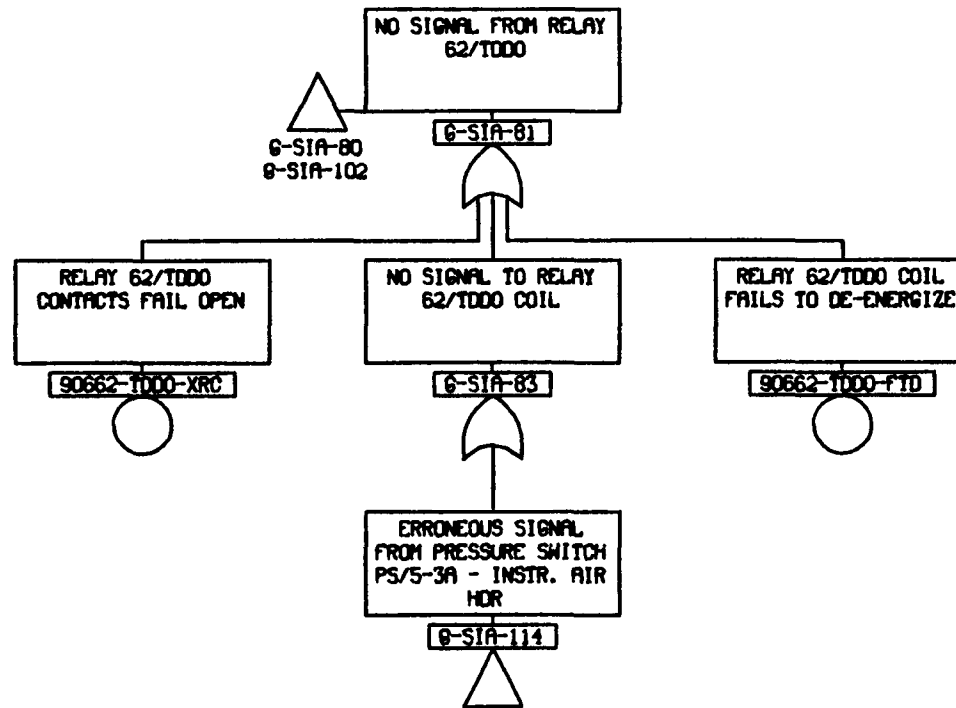 NO SIGNAL FROM RELAY
62/TDDO
G-SIA-81
G-SIA-80
G-SIA-102
RELAY 62/TDDO
CONTACTS FAIL OPEN
90662-TDDO-XRC
NO SIGNAL TO RELAY
62/TDDO COIL
G-SIA-83
RELAY 62/TDDO COIL
FAILS TO DE-ENERGIZE
90662-TDDO-FTD
ERRONEOUS SIGNAL
FROM PRESSURE SWITCH
PS/5-3A - INSTR. AIR
HDR
G-SIA-114